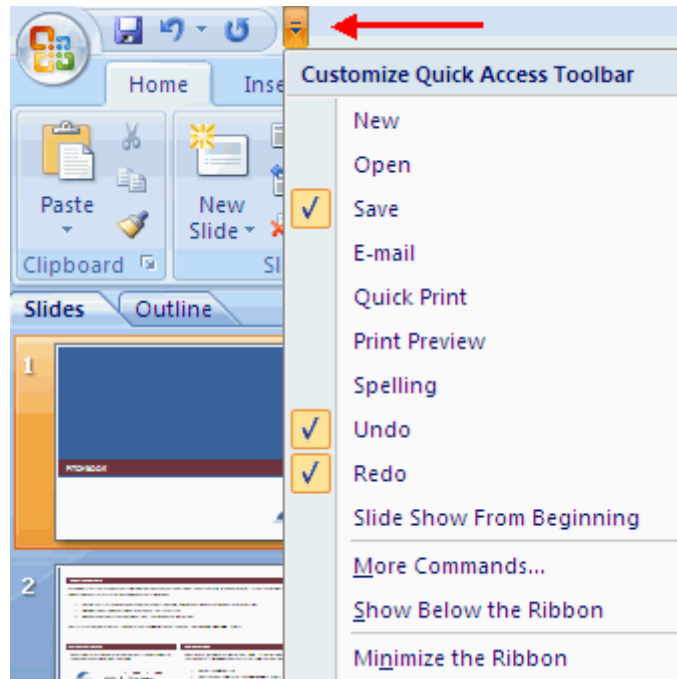 Home Inse
Customize Quick Access Toolbar
New
Open
Save
E-mail
Quick Print
Print Preview
Spelling
Undo
Redo
Slide Show From Beginning
More Commands...
Show Below the Ribbon
Minimize the Ribbon
Paste
New
Slide
Clipboard Sl
Slides Outline
1
PITCHBOOK
2